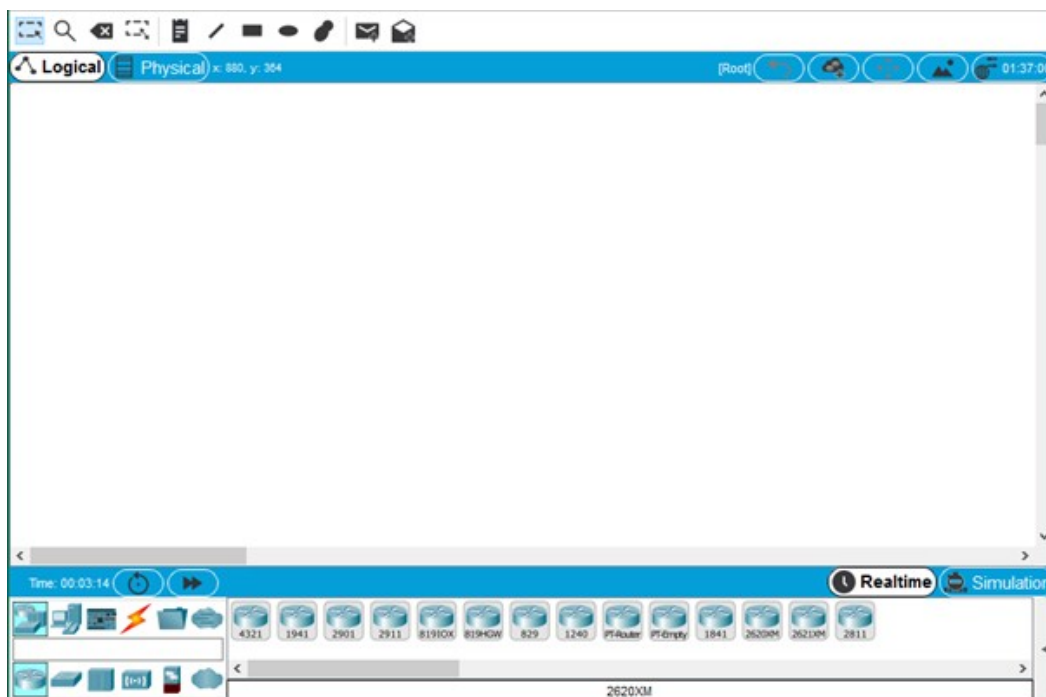 Logical Physical x: 880, y: 364 [Root] 01:37:0
Time: 00:03:14 Realtime Simulation
4321 1941 2901 2911 819IOX 819HGW 829 1240 PT-Router PT-Empty 1841 2620XM 2621XM 2811
2620XM